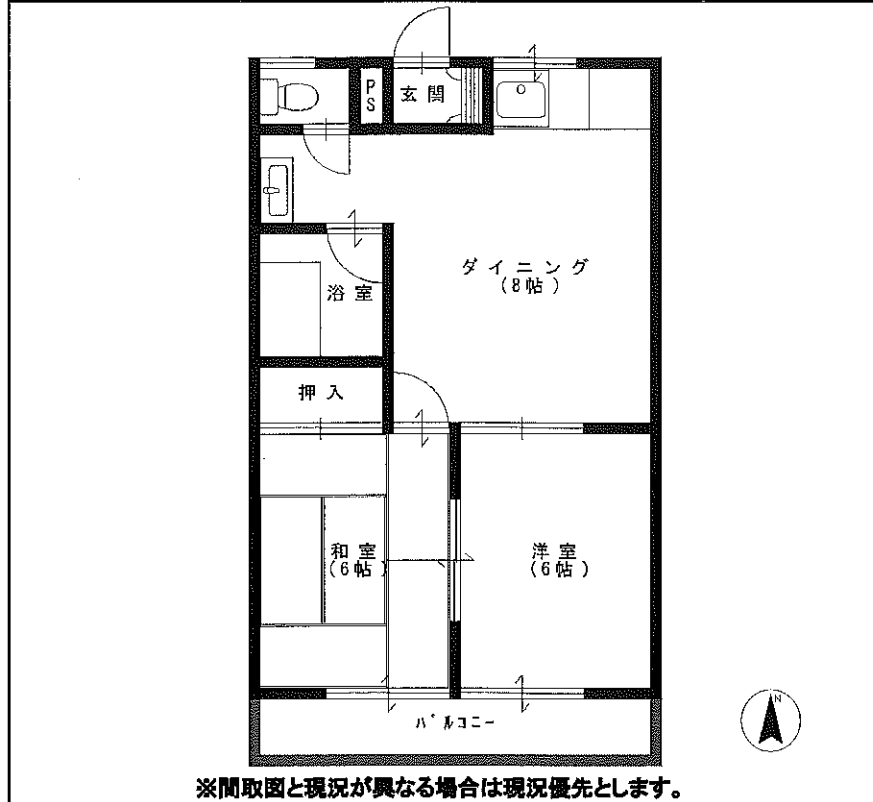 PS
玄関
ダイニング
(8帖)
浴室
押入
和室
(6帖)
洋室
(6帖)
バルコニー
N
※間取図と現況が異なる場合は現況優先とします。